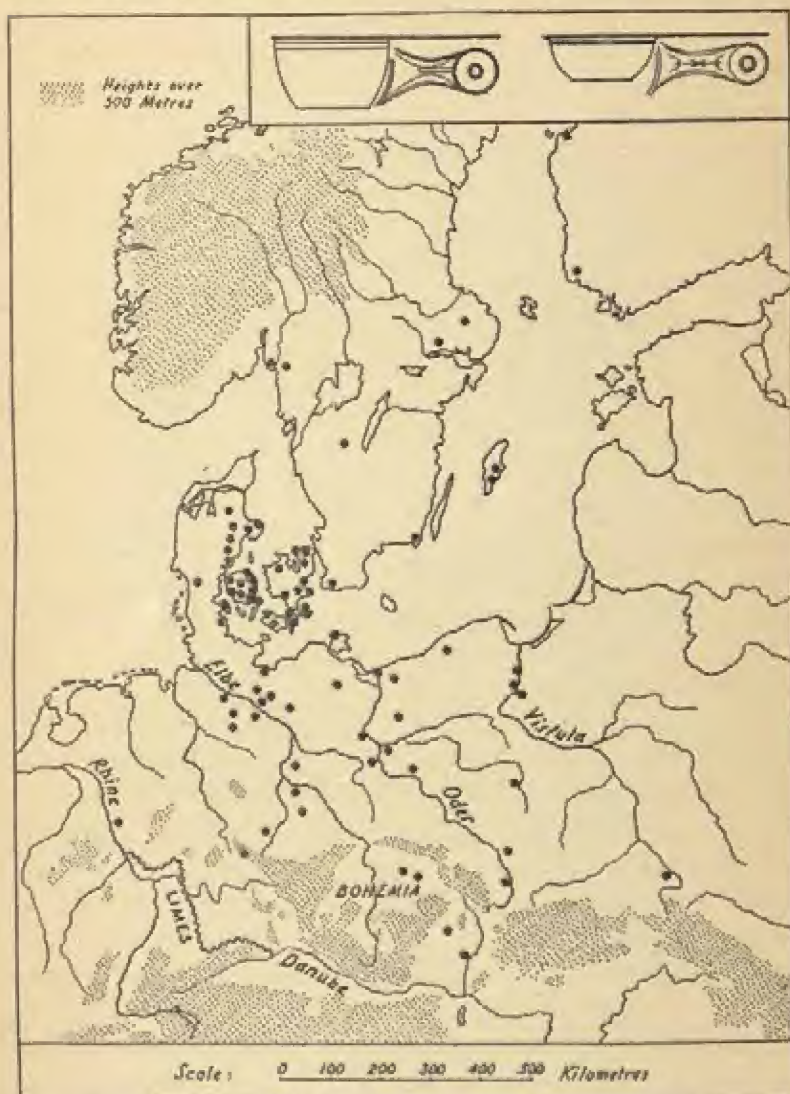 Heights over
500 Metres
Elbe
Rhine
Vistula
Oder
BOHEMIA
LIMES
Danube
Scale: 0 100 200 300 400 500 Kilometres